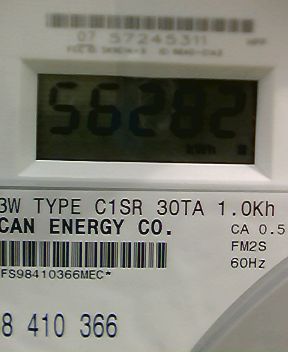 07 57245311
56282
kWh
3W TYPE C1SR 30TA 1.0Kh
CAN ENERGY CO.
CA 0.5
FM2S
60Hz
FS98410366MEC*
8 410 366